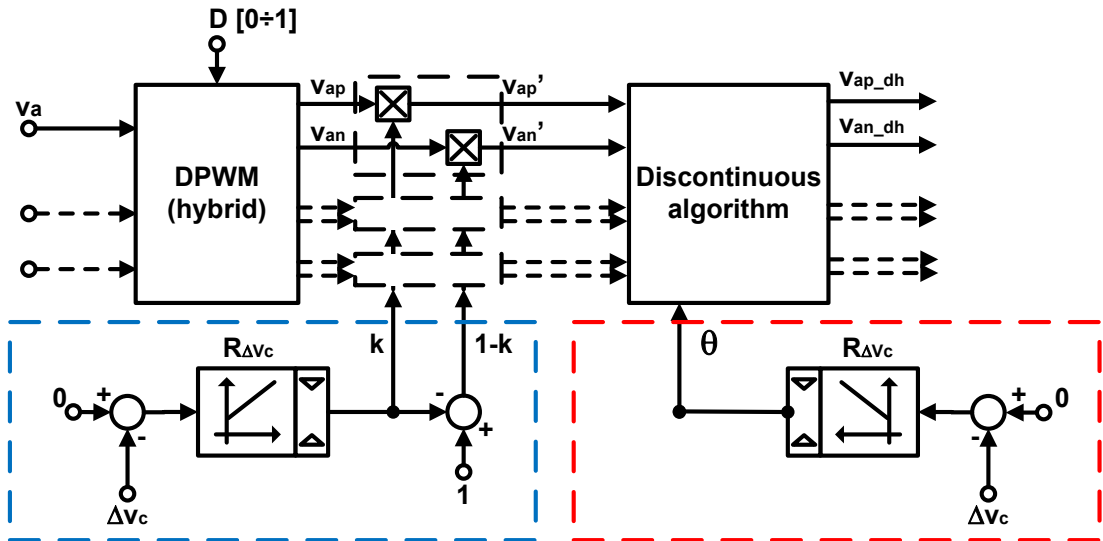 D [0÷1]
va
vap
vap’
van
van’
DPWM
(hybrid)
Discontinuous
algorithm
vap_dh
van_dh
k
1-k
θ
RΔVc
RΔVc
0
+
-
-
+
1
Δvc
+
0
-
Δvc